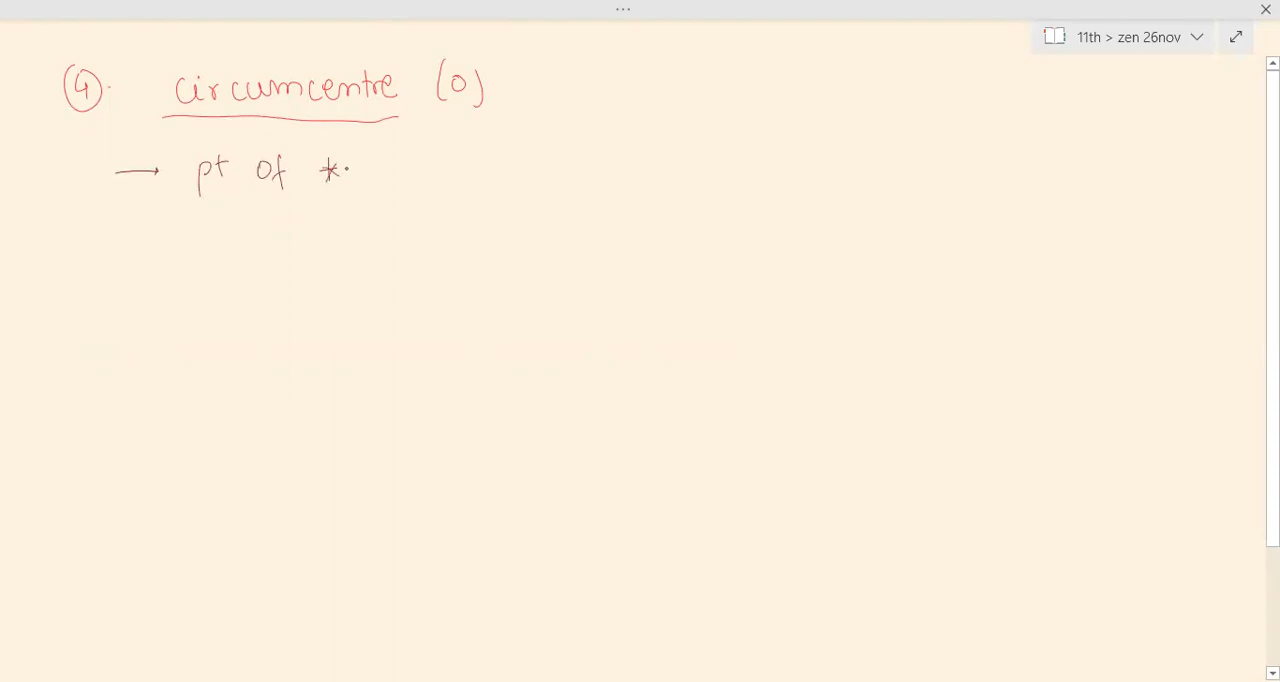 ...
11th > zen 26nov
④. circumcentre (O)
→ pt of *.